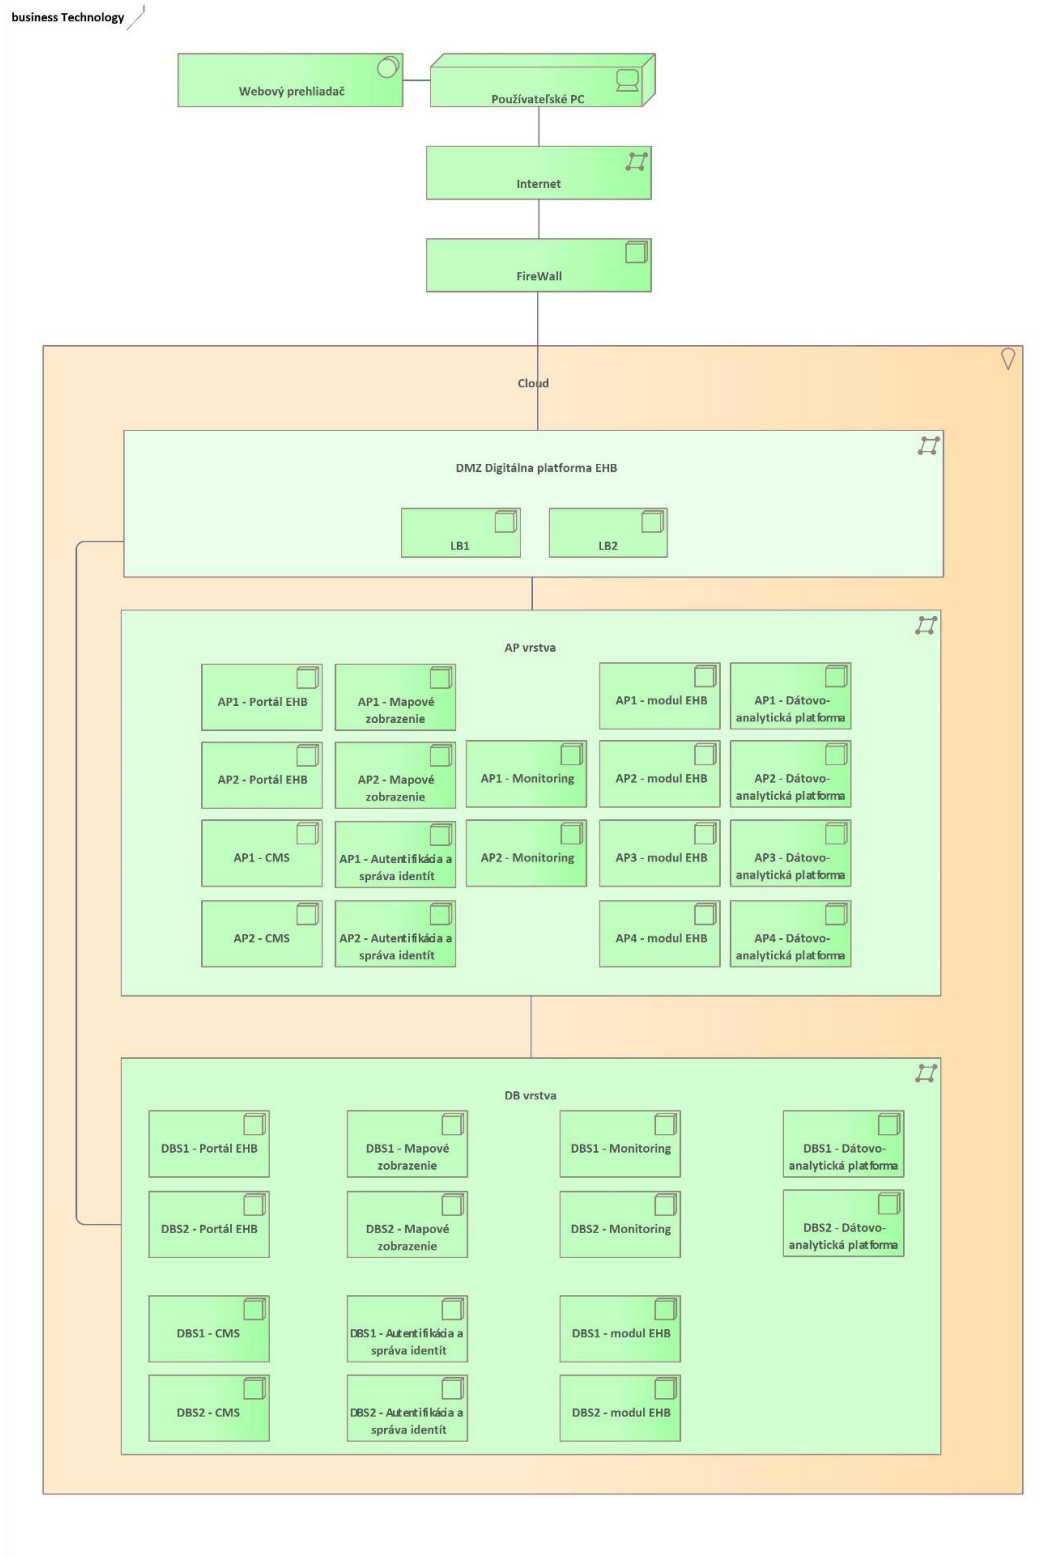 business Technology
Webový prehliadač
Používateľské PC
Internet
FireWall
Cloud
DMZ Digitálna platforma EHB
LB1
LB2
AP vrstva
AP1 - Portál EHB
AP1 - Mapové
zobrazenie
AP1 - modul EHB
AP1 - Dátovo-
analytická platforma
AP2 - Portál EHB
AP2 - Mapové
zobrazenie
AP1 - Monitoring
AP2 - modul EHB
AP2 - Dátovo-
analytická platforma
AP1 - CMS
AP1 - Autentifikácia a
správa identít
AP2 - Monitoring
AP3 - modul EHB
AP3 - Dátovo-
analytická platforma
AP2 - CMS
AP2 - Autentifikácia a
správa identít
AP4 - modul EHB
AP4 - Dátovo-
analytická platforma
DB vrstva
DBS1 - Portál EHB
DBS1 - Mapové
zobrazenie
DBS1 - Monitoring
DBS1 - Dátovo-
analytická platforma
DBS2 - Portál EHB
DBS2 - Mapové
zobrazenie
DBS2 - Monitoring
DBS2 - Dátovo-
analytická platforma
DBS1 - CMS
DBS1 - Autentifikácia a
správa identít
DBS1 - modul EHB
DBS2 - CMS
DBS2 - Autentifikácia a
správa identít
DBS2 - modul EHB